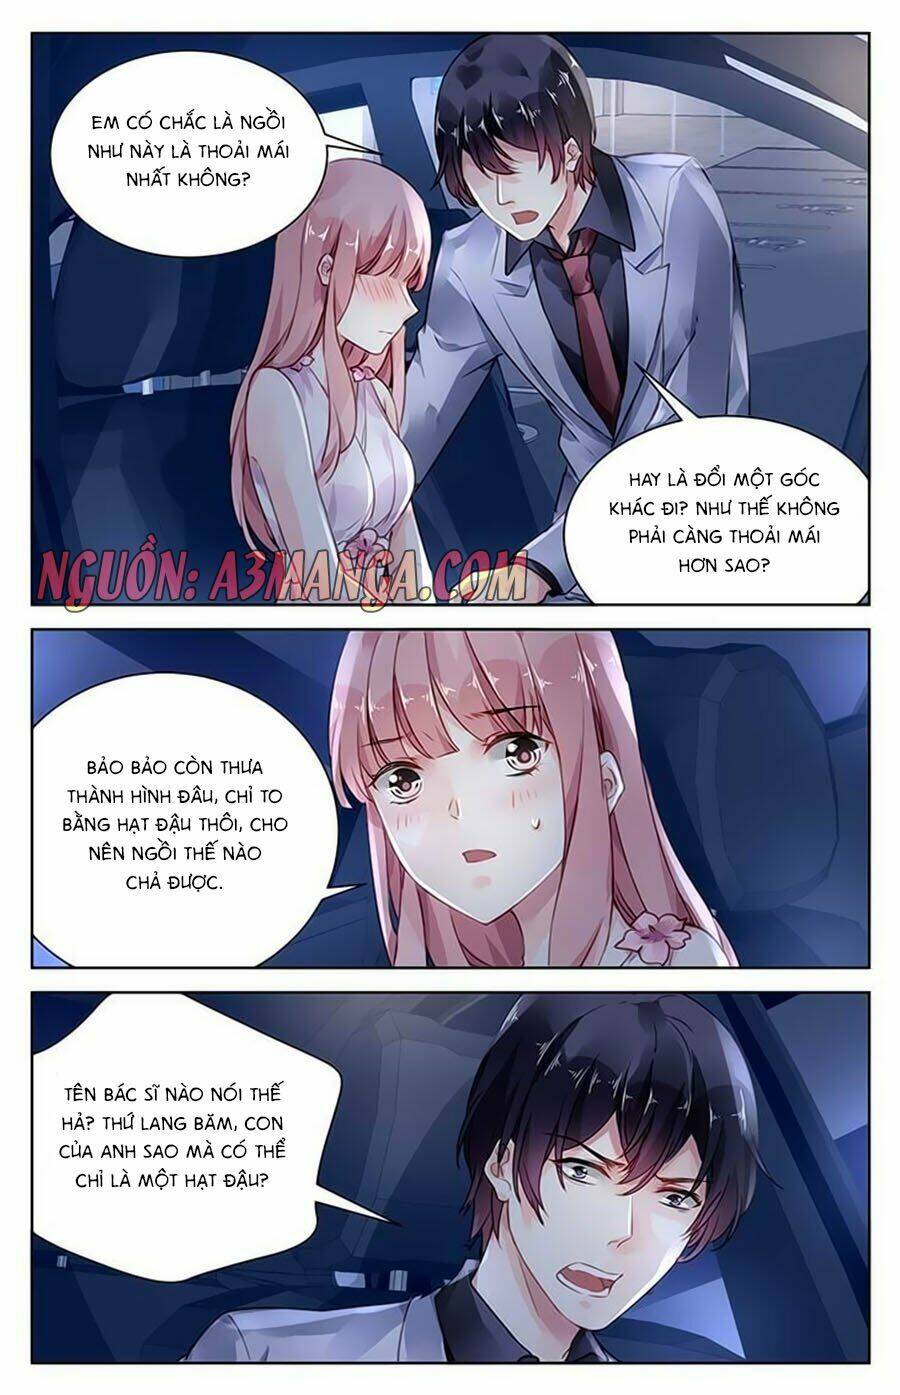 EM CÓ CHẮC LÀ NGỒI
NHƯ NÀY LÀ THOẢI MÁI
NHẤT KHÔNG?
HAY LÀ ĐỔI MỘT GÓC
KHÁC ĐI? NHƯ THẾ KHÔNG
PHẢI CÀNG THOẢI MÁI
HƠN SAO?
NGUỒN: A3MANGA.COM
BẢO BẢO CÒN THƯA
THÀNH HÌNH ĐÂU, CHỈ TO
BẰNG HẠT ĐẬU THÔI, CHO
NÊN NGỒI THẾ NÀO
CHẢ ĐƯỢC.
TÊN BÁC SĨ NÀO NÓI THẾ
HẢ? THỨ LANG BĂM, CON
CỦA ANH SAO MÀ CÓ THỂ
CHỈ LÀ MỘT HẠT ĐẬU?